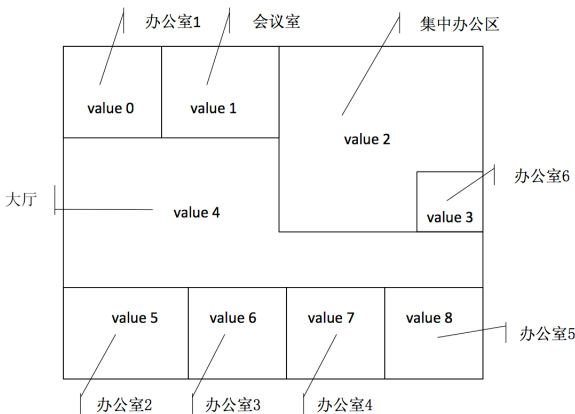 办公室1
会议室
集中办公区
value 0
value 1
value 2
办公室6
大厅
value 4
value 3
value 5
value 6
value 7
value 8
办公室5
办公室2
办公室3
办公室4